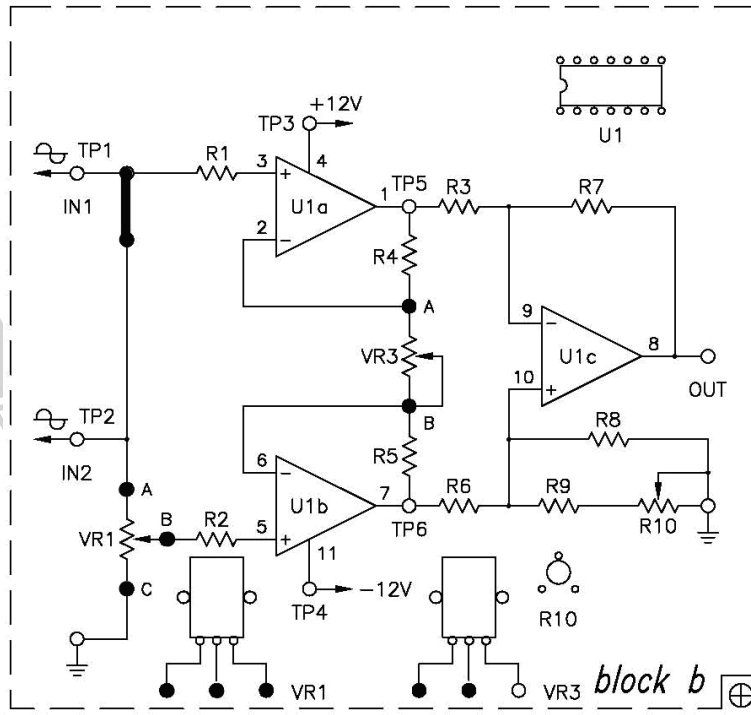 +12V
TP3
U1
TP1
R1
3
+
4
IN1
U1a
1
TP5
R3
R7
2
−
R4
A
9
−
VR3
U1c
8
10
+
OUT
TP2
B
R8
IN2
6
−
R5
A
U1b
7
R6
R9
B
R2
5
+
TP6
R10
VR1
11
C
TP4
−12V
R10
VR1
VR3
block b